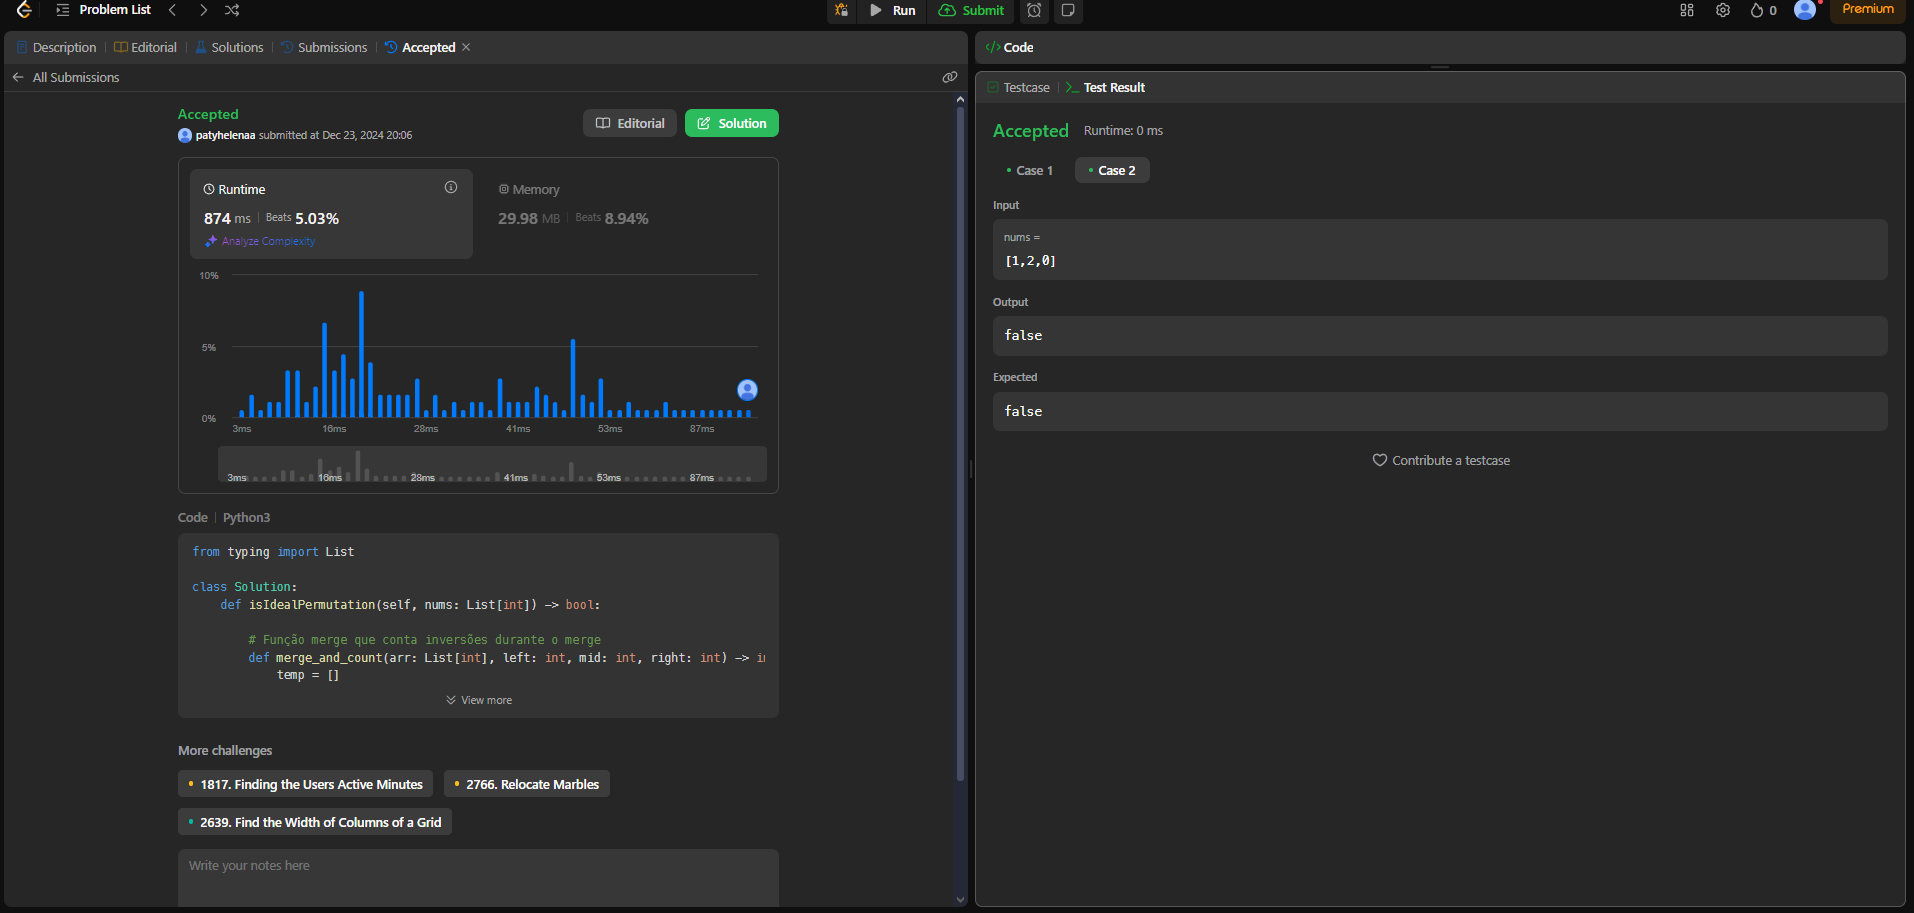 Problem List
Run
Submit
0
Premium
Description
Editorial
Solutions
Submissions
Accepted
All Submissions
Accepted
patyhelenaa submitted at Dec 23, 2024 20:06
Editorial
Solution
Runtime
874 ms | Beats 5.03%
Analyze Complexity
Memory
29.98 MB | Beats 8.94%
10%
5%
0%
3ms 16ms 28ms 41ms 53ms 87ms
3ms 16ms 28ms 41ms 53ms 87ms
Code | Python3
from typing import List
class Solution:
def isIdealPermutation(self, nums: List[int]) -> bool:
# Função merge que conta inversões durante o merge
def merge_and_count(arr: List[int], left: int, mid: int, right: int) -> in
temp = []
View more
More challenges
1817. Finding the Users Active Minutes
2766. Relocate Marbles
2639. Find the Width of Columns of a Grid
Write your notes here
</> Code
Testcase
Test Result
Accepted Runtime: 0 ms
Case 1
Case 2
Input
nums =
[1,2,0]
Output
false
Expected
false
Contribute a testcase